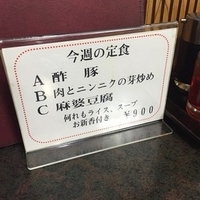 今週の定食
A 酢 豚
B 肉とニンニクの芽炒め
C 麻婆豆腐
何れもライス、スープ
お新香付き ￥900